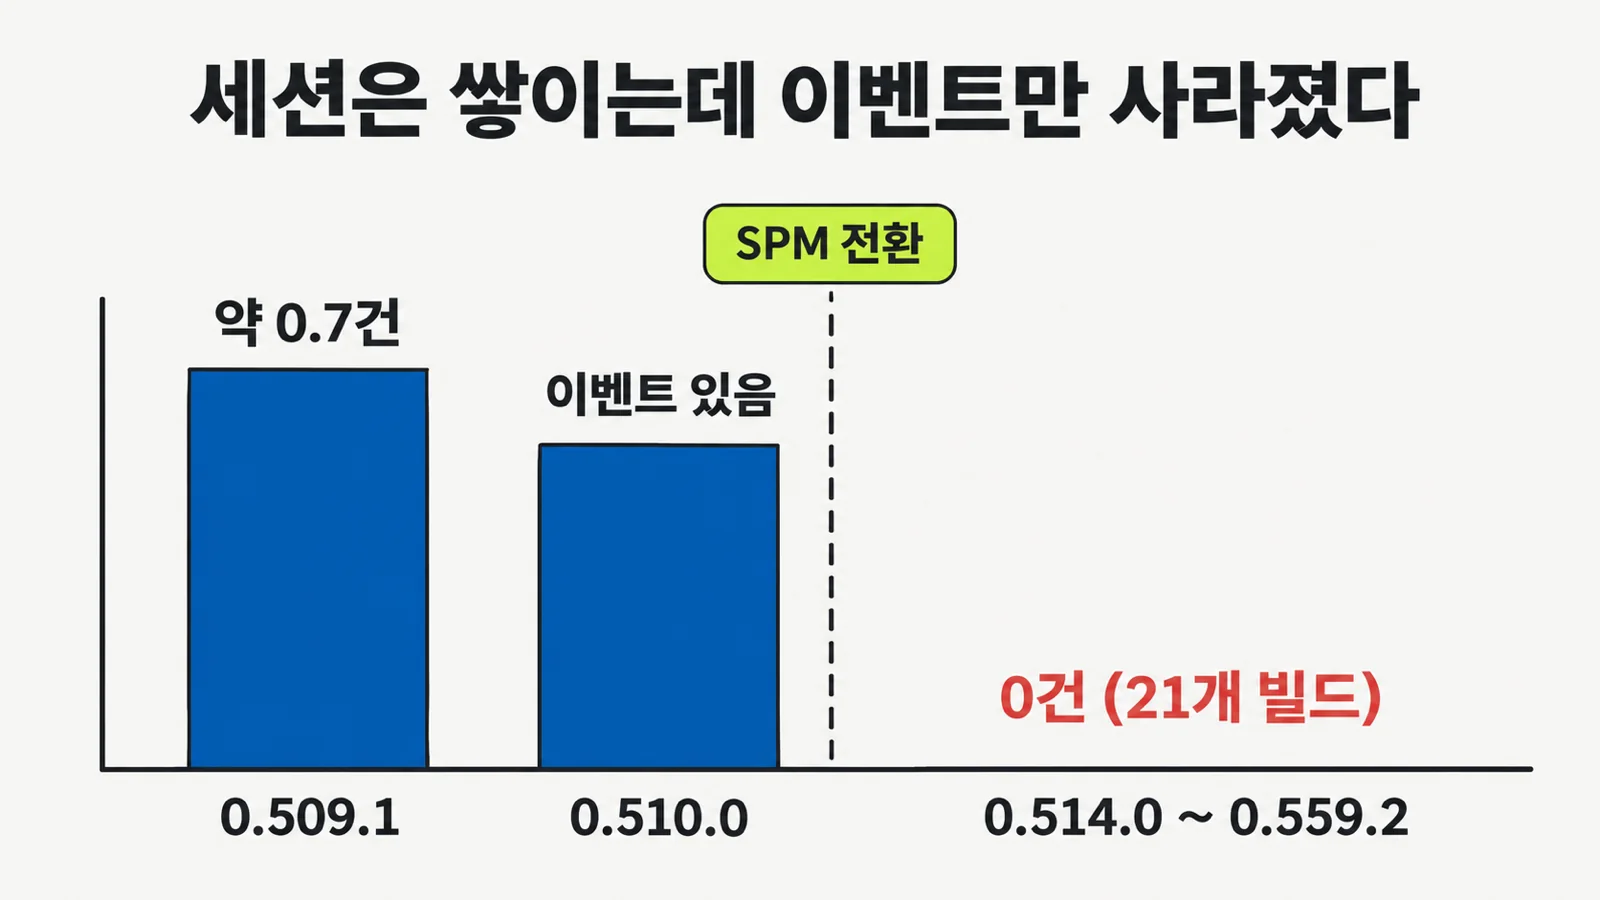 세션은 쌓이는데 이벤트만 사라졌다
SPM 전환
약 0.7건
이벤트 있음
0건 (21개 빌드)
0.509.1
0.510.0
0.514.0 ~ 0.559.2